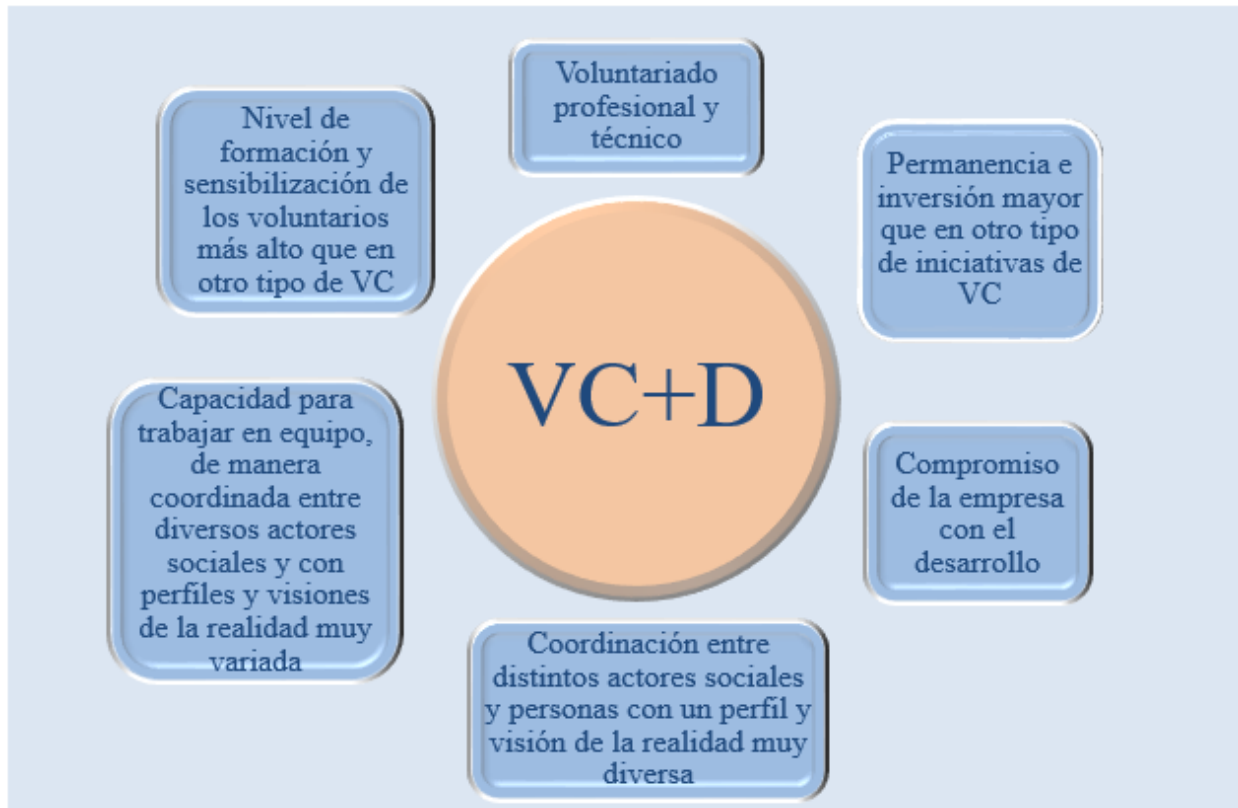 Voluntariado
profesional y
técnico
Permanencia e
inversión mayor
que en otro tipo
de iniciativas de
VC
Compromiso
de la empresa
con el
desarrollo
Coordinación entre
distintos actores sociales
y personas con un perfil y
visión de la realidad muy
diversa
Capacidad para
trabajar en equipo,
de manera
coordinada entre
diversos actores
sociales y con
perfiles y visiones
de la realidad muy
variada
Nivel de
formación y
sensibilización de
los voluntarios
más alto que en
otro tipo de VC
VC+D